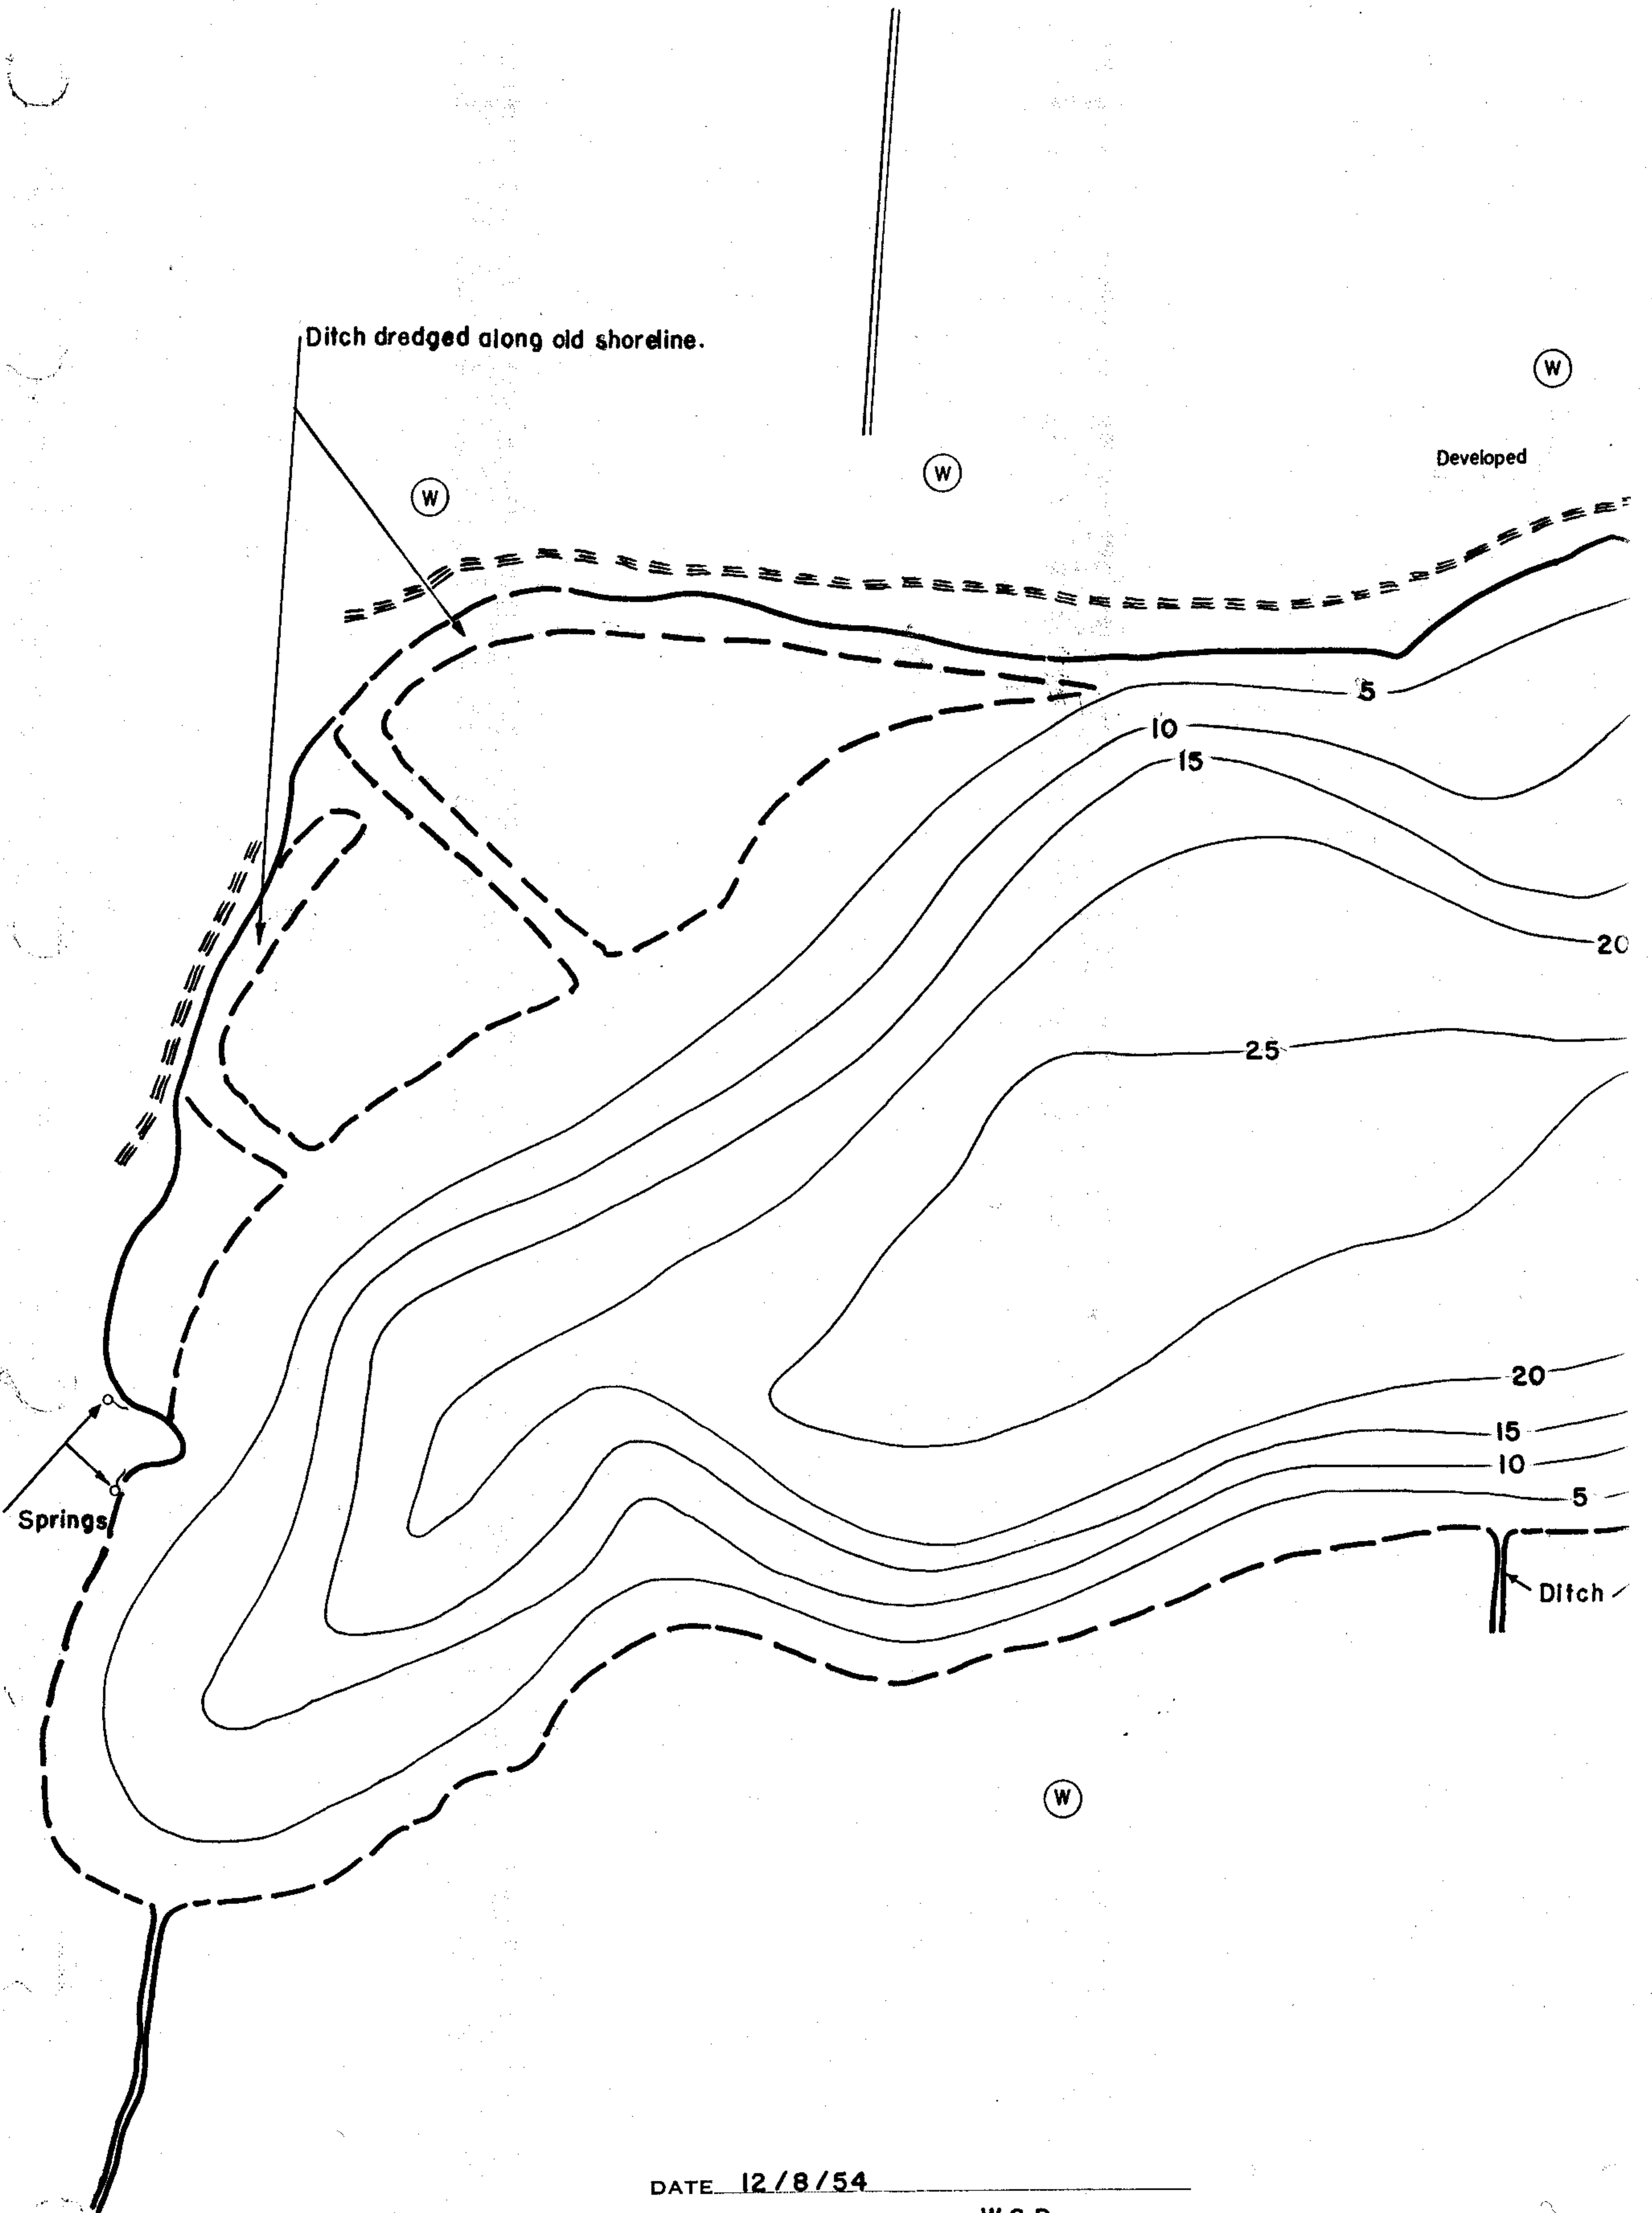 Ditch dredged along old shoreline.
W
W
W
Developed
5
10
15
20
25
20
15
10
5
Springs
Ditch
W
DATE 12/8/54